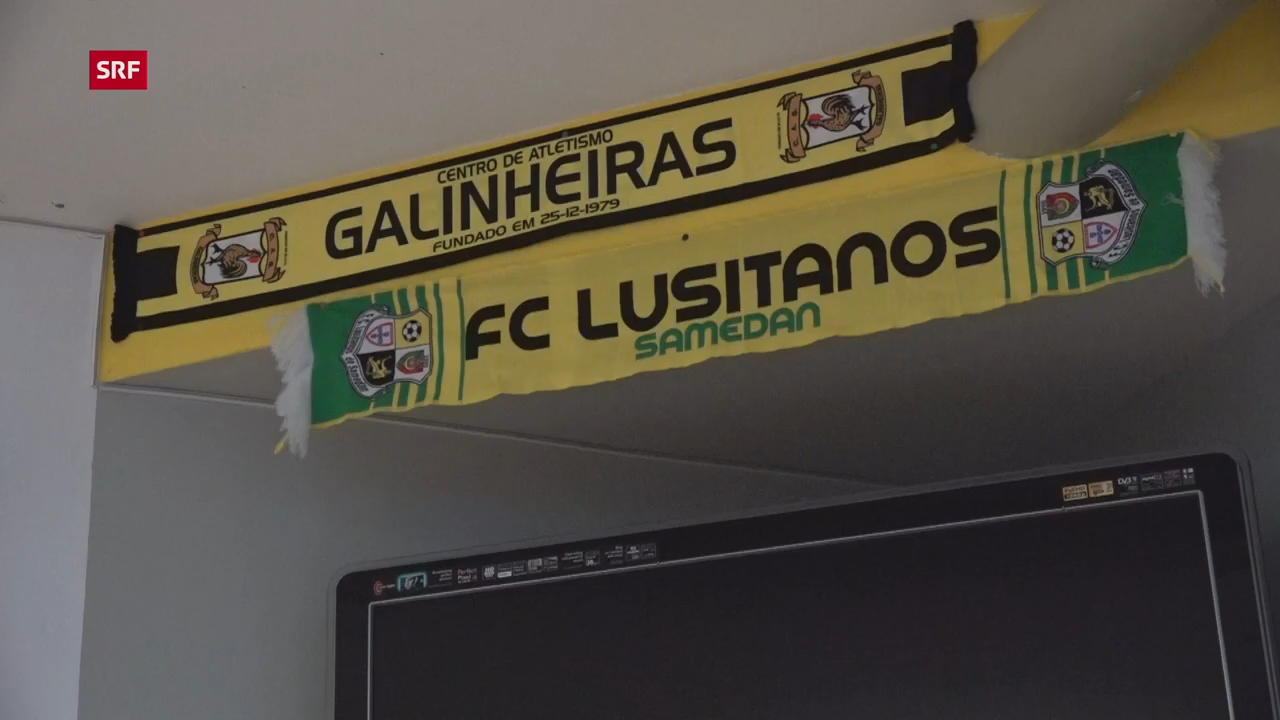 SRF
CENTRO DE ATLETISMO
GALINHEIRAS
FUNDADO EM 25-12-1979
FC LUSITANOS
SAMEDAN